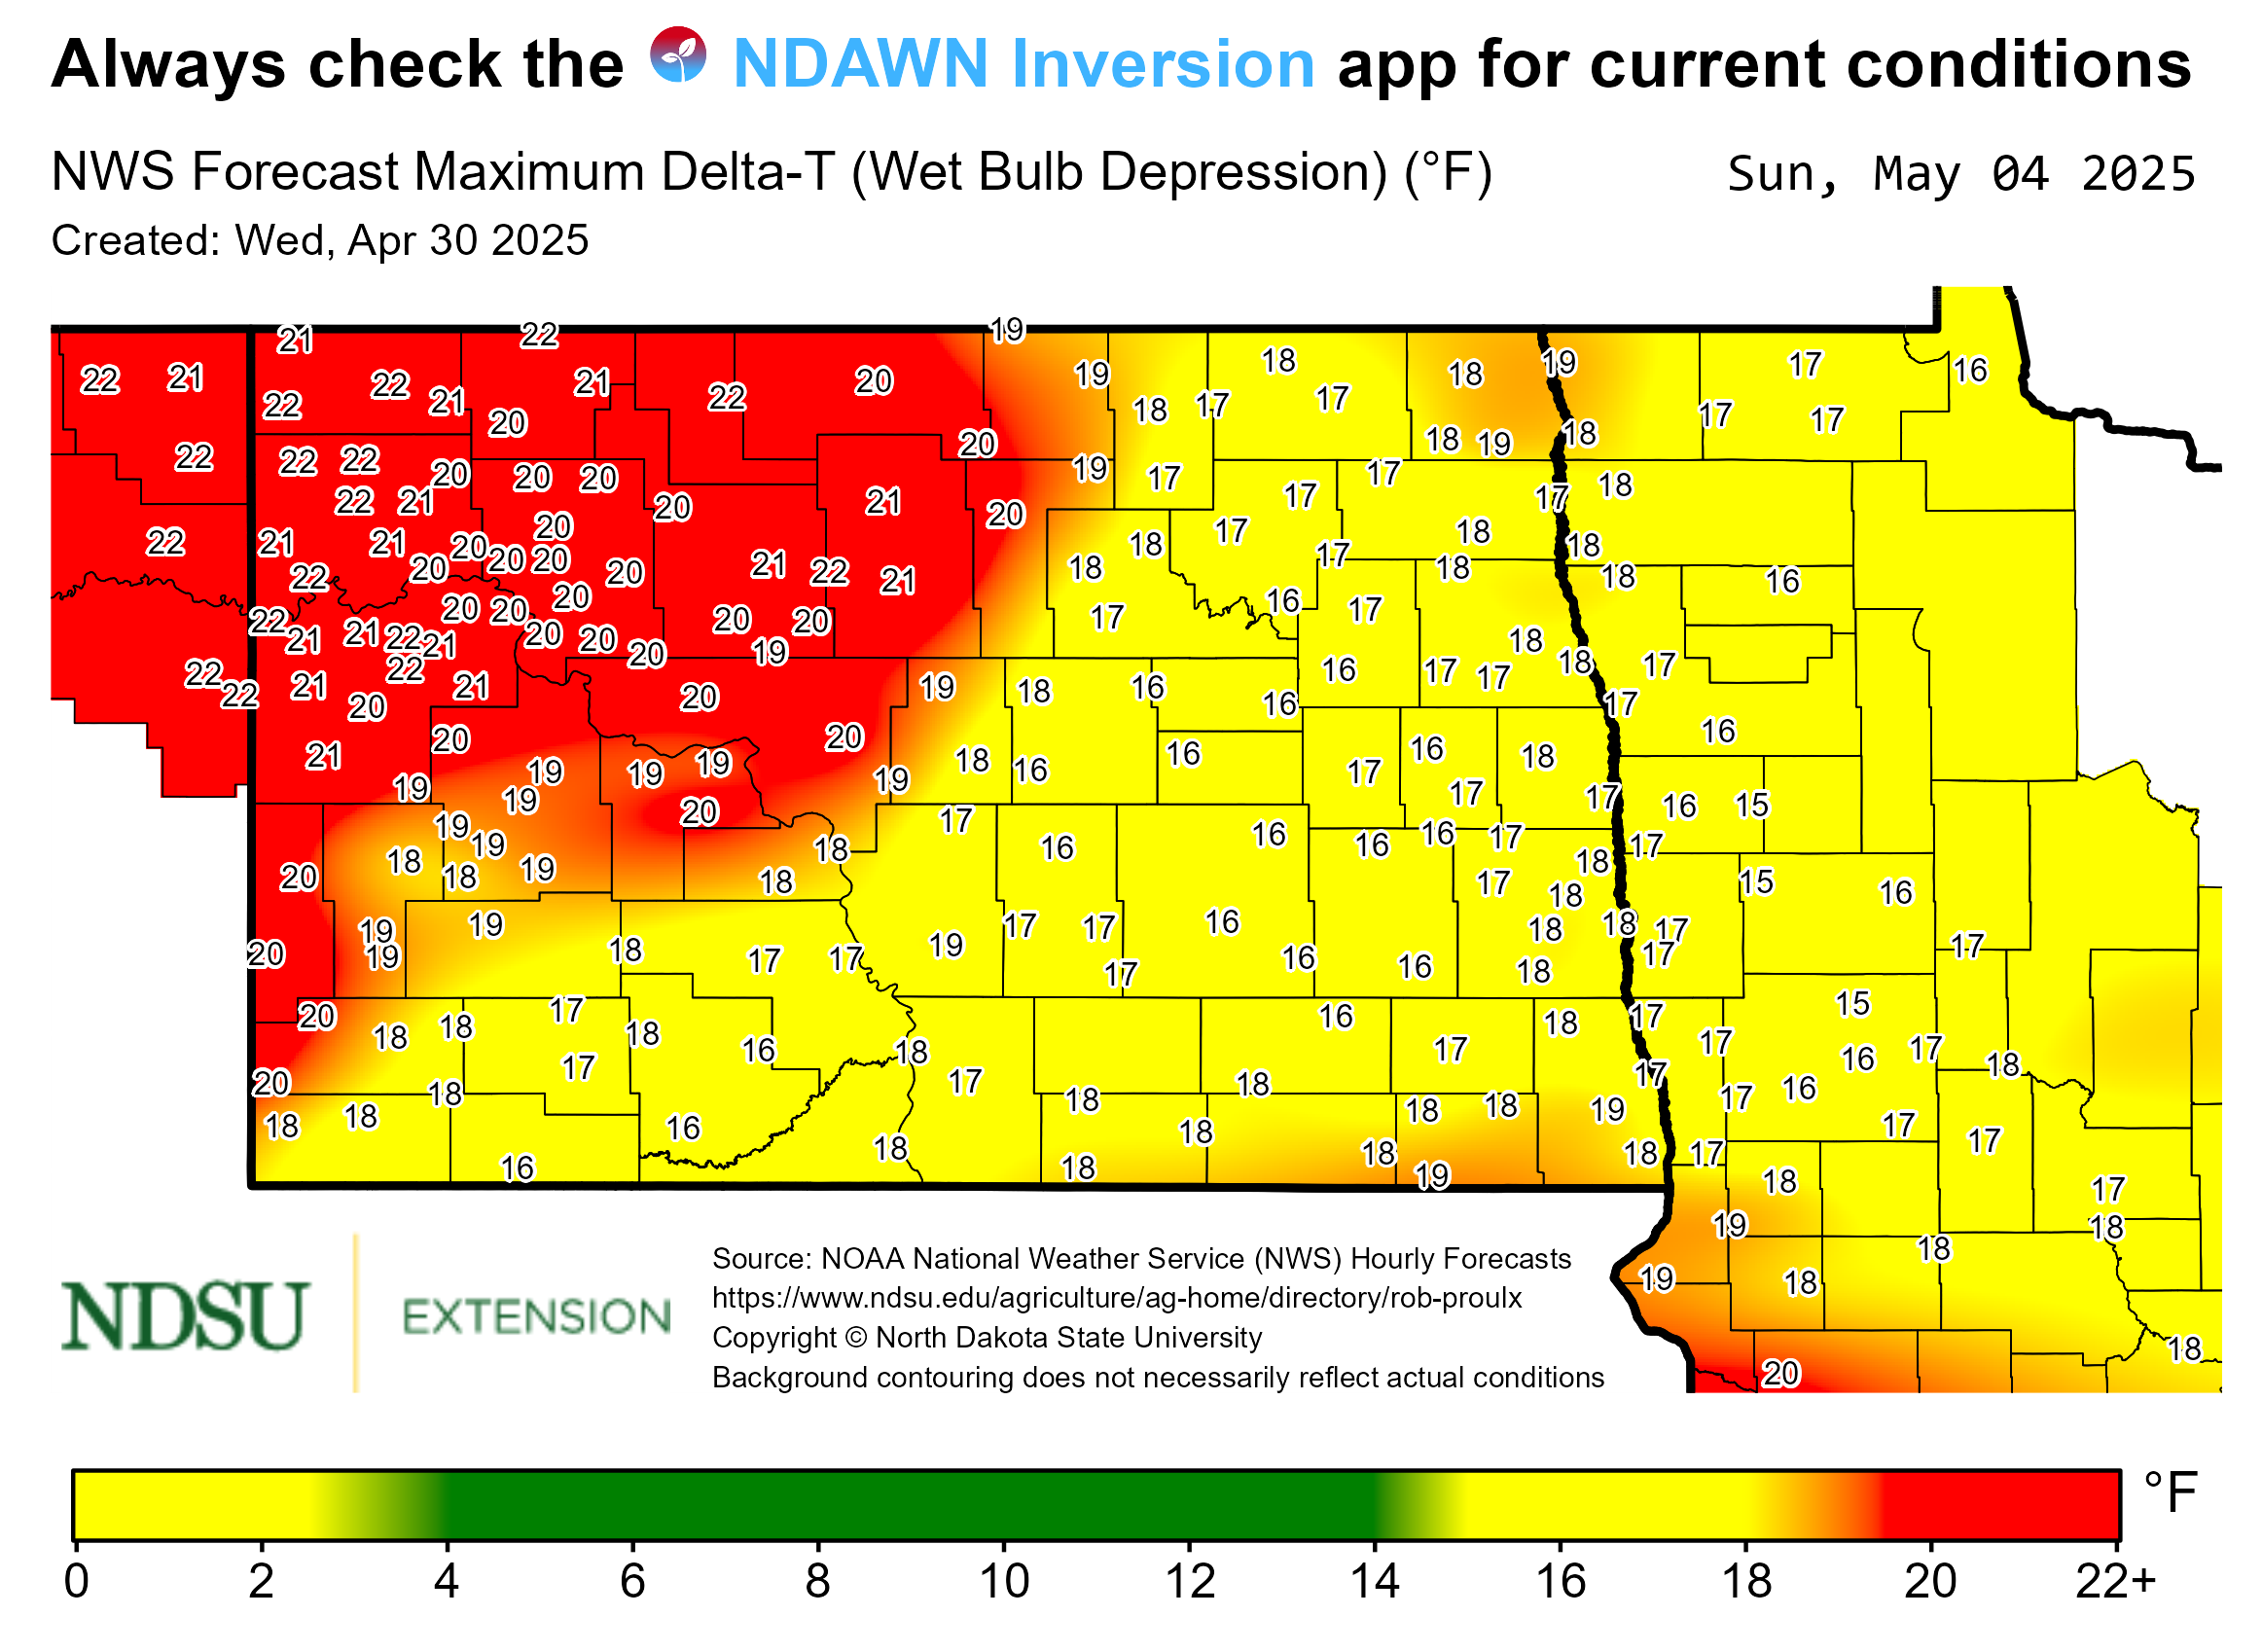 Always check the NDAWN Inversion app for current conditions
NWS Forecast Maximum Delta-T (Wet Bulb Depression) (°F)
Sun, May 04 2025
Created: Wed, Apr 30 2025
21 22 19
22 21 22 21 20 19 18 18 19 17 16
22 21 20 22 18 17 17 17 17
22 22 22 20 18 19 18
20 20 20 19 17 17 18
22 21 20 21 20 17 17
22 21 21 20 20 18 17 18 18
22 20 20 20 20 21 22 21 18 17 18 18 16
22 20 20 20 20 20 17 16 17
21 21 22 21 20 20 20 19 18 18
22 22 21 20 21 20 19 18 16 16 16 17 17 17 17
21 20 20 18 16 16 16 18 16
19 19 19 19 19 19 16 17 17 17 16 15
19 20 17 16 16 16 17 17
18 19 18 16 18
20 18 19 18 17 18 15 16
19 19 18 17 17 16 18 18 17
20 19 17 17 19 17 16 16 18 17 17
20 18 18 17 18 16 16 18 17 17 15
20 18 17 18 17 18 17 17 17 16 17 18
18 18 16 18 18 18 18 19 17 16 17
16 18 18 18 19 18 17 18 17 17
19 18
19 18 18
20 18
NDSU
EXTENSION
Source: NOAA National Weather Service (NWS) Hourly Forecasts
https://www.ndsu.edu/agriculture/ag-home/directory/rob-proulx
Copyright © North Dakota State University
Background contouring does not necessarily reflect actual conditions
°F
0 2 4 6 8 10 12 14 16 18 20 22+